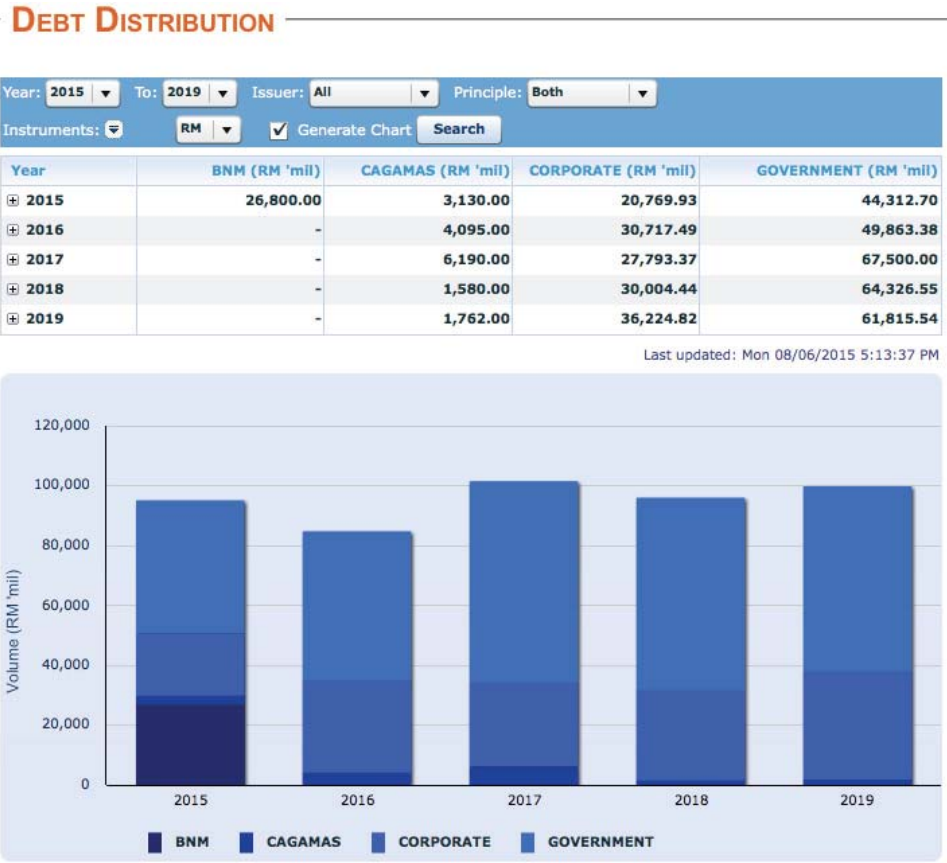 DEBT DISTRIBUTION
Year: 2015 To: 2019 Issuer: All Principle: Both
Instruments: RM Generate Chart Search
Year BNM (RM 'mil) CAGAMAS (RM 'mil) CORPORATE (RM 'mil) GOVERNMENT (RM 'mil)
2015 26,800.00 3,130.00 20,769.93 44,312.70
2016 - 4,095.00 30,717.49 49,863.38
2017 - 6,190.00 27,793.37 67,500.00
2018 - 1,580.00 30,004.44 64,326.55
2019 - 1,762.00 36,224.82 61,815.54
Last updated: Mon 08/06/2015 5:13:37 PM
Volume (RM 'mil)
120,000
100,000
80,000
60,000
40,000
20,000
0
2015 2016 2017 2018 2019
BNM CAGAMAS CORPORATE GOVERNMENT